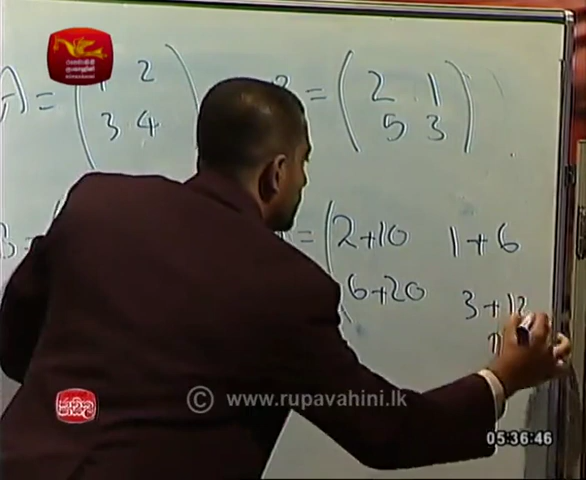 A = ( 1 2 = ( 2 1
3 4 5 3 )
B = ( 2+10 1+6
6+20 3+12
© www.rupavahini.lk
05:36:46